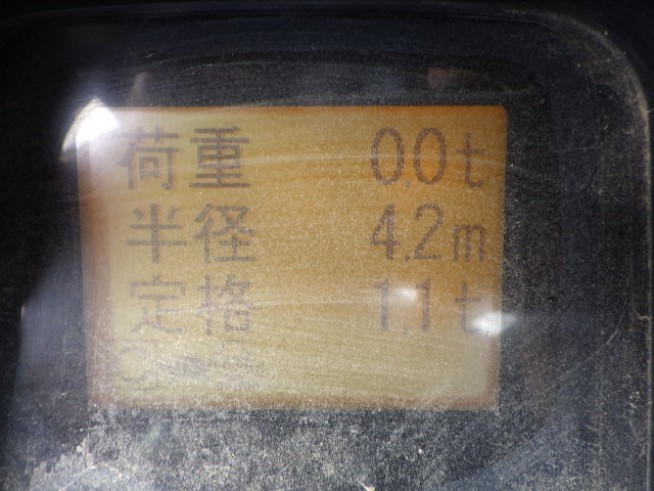 荷重 0.0t
半径 4.2m
定格 1.1t